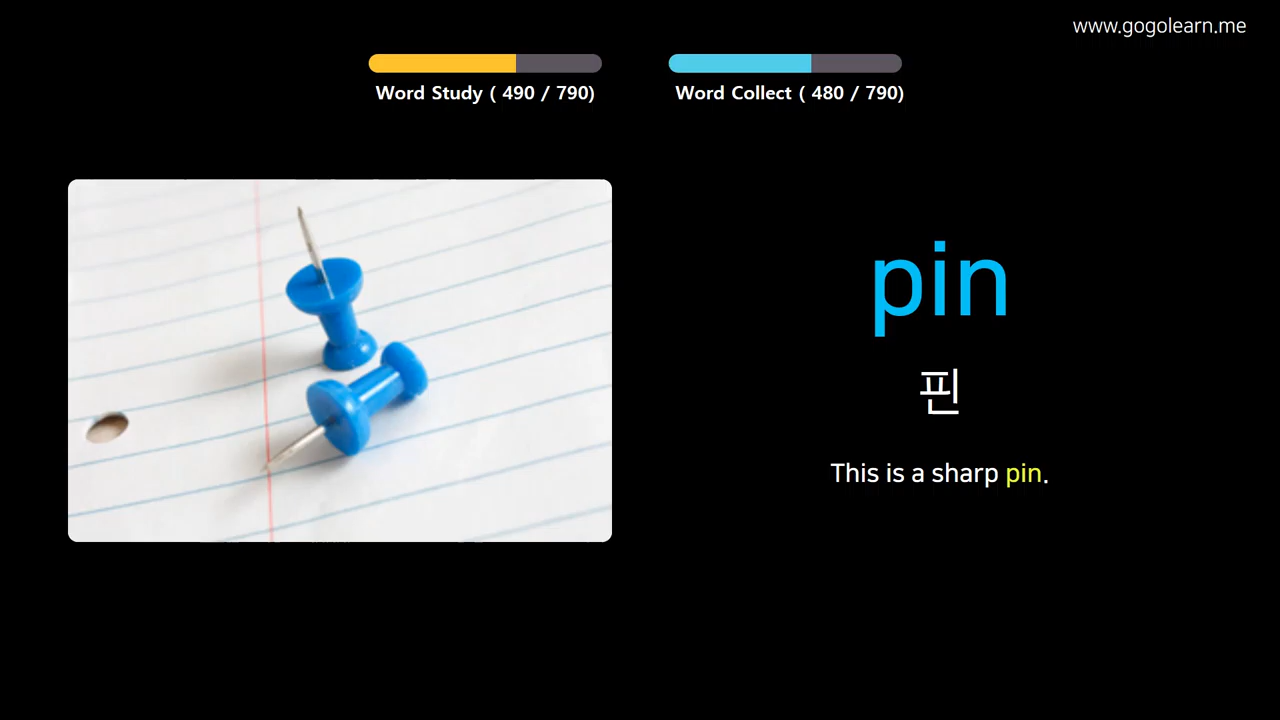 www.gogolearn.me
Word Study ( 490 / 790)
Word Collect ( 480 / 790)
pin
핀
This is a sharp pin.